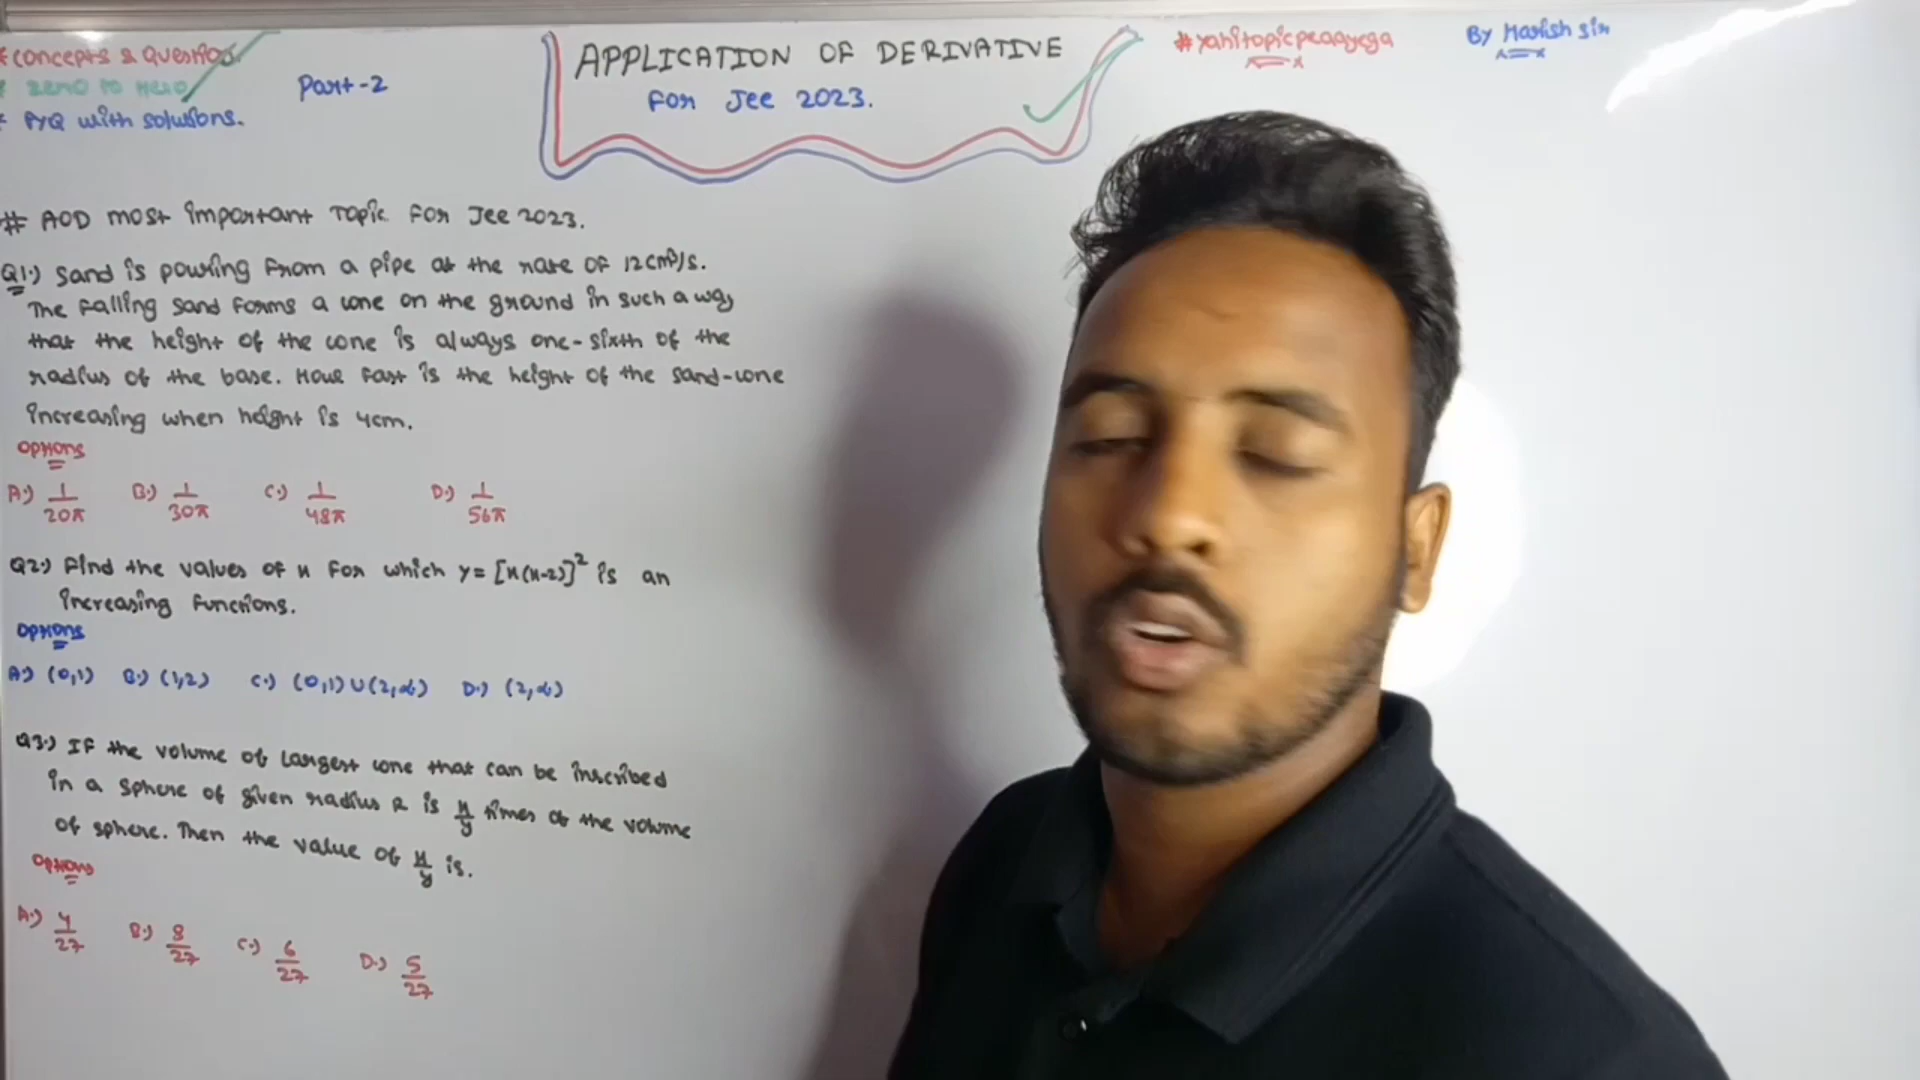 * Concepts & Questions
* Zero to Hero
* PYQ with solutions.
Part-2
APPLICATION OF DERIVATIVE
For Jee 2023.
#Yahitopicpeaayega
By Harish sir
# AOD most important Topic For Jee 2023.
Q1.) Sand is pouring from a pipe at the rate of 12cm³/s.
The falling sand forms a cone on the ground in such a way
that the height of the cone is always one-sixth of the
radius of the base. How fast is the height of the sand-cone
increasing when height is 4cm.
Options
A.) 1/20π B.) 1/30π C.) 1/48π D.) 1/56π
Q2.) Find the values of x for which y = [x(x-2)]² is an
increasing functions.
Options
A.) (0,1) B.) (1,2) C.) (0,1) ∪ (2,∞) D.) (2,∞)
Q3.) If the volume of largest cone that can be inscribed
in a sphere of given radius R is x/y times of the volume
of sphere. Then the value of x/y is.
Options
A.) 4/27 B.) 8/27 C.) 6/27 D.) 5/27